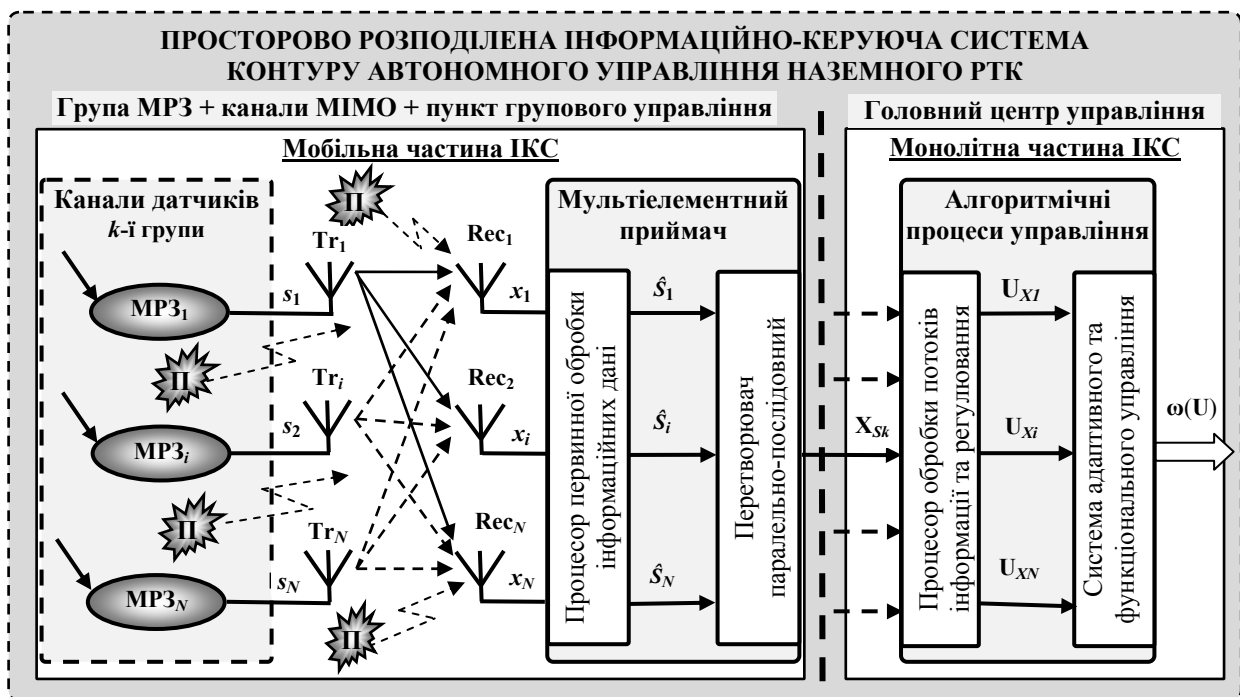 ПРОСТОРОВО РОЗПОДІЛЕНА ІНФОРМАЦІЙНО-КЕРУЮЧА СИСТЕМА
КОНТУРУ АВТОНОМНОГО УПРАВЛІННЯ НАЗЕМНОГО РТК
Група МРЗ + канали МІМО + пункт групового управління
Головний центр управління
Мобільна частина ІКС
Монолітна частина ІКС
Канали датчиків
k-ї групи
Мультіелементний
приймач
Алгоритмічні
процеси управління
П
Tr1
Rec1
МРЗ1
s1
x1
ŝ1
UX1
П
Tri
Rec2
МРЗi
s2
xi
ŝi
XSk
UXi
ω(U)
П
TrN
RecN
МРЗN
sN
xN
ŝN
UXN
П
Процесор первинної обробки
інформаційних дані
Перетворювач
паралельно-послідовний
Процесор обробки потоків
інформації та регулювання
Система адаптивного та
функціонального управління